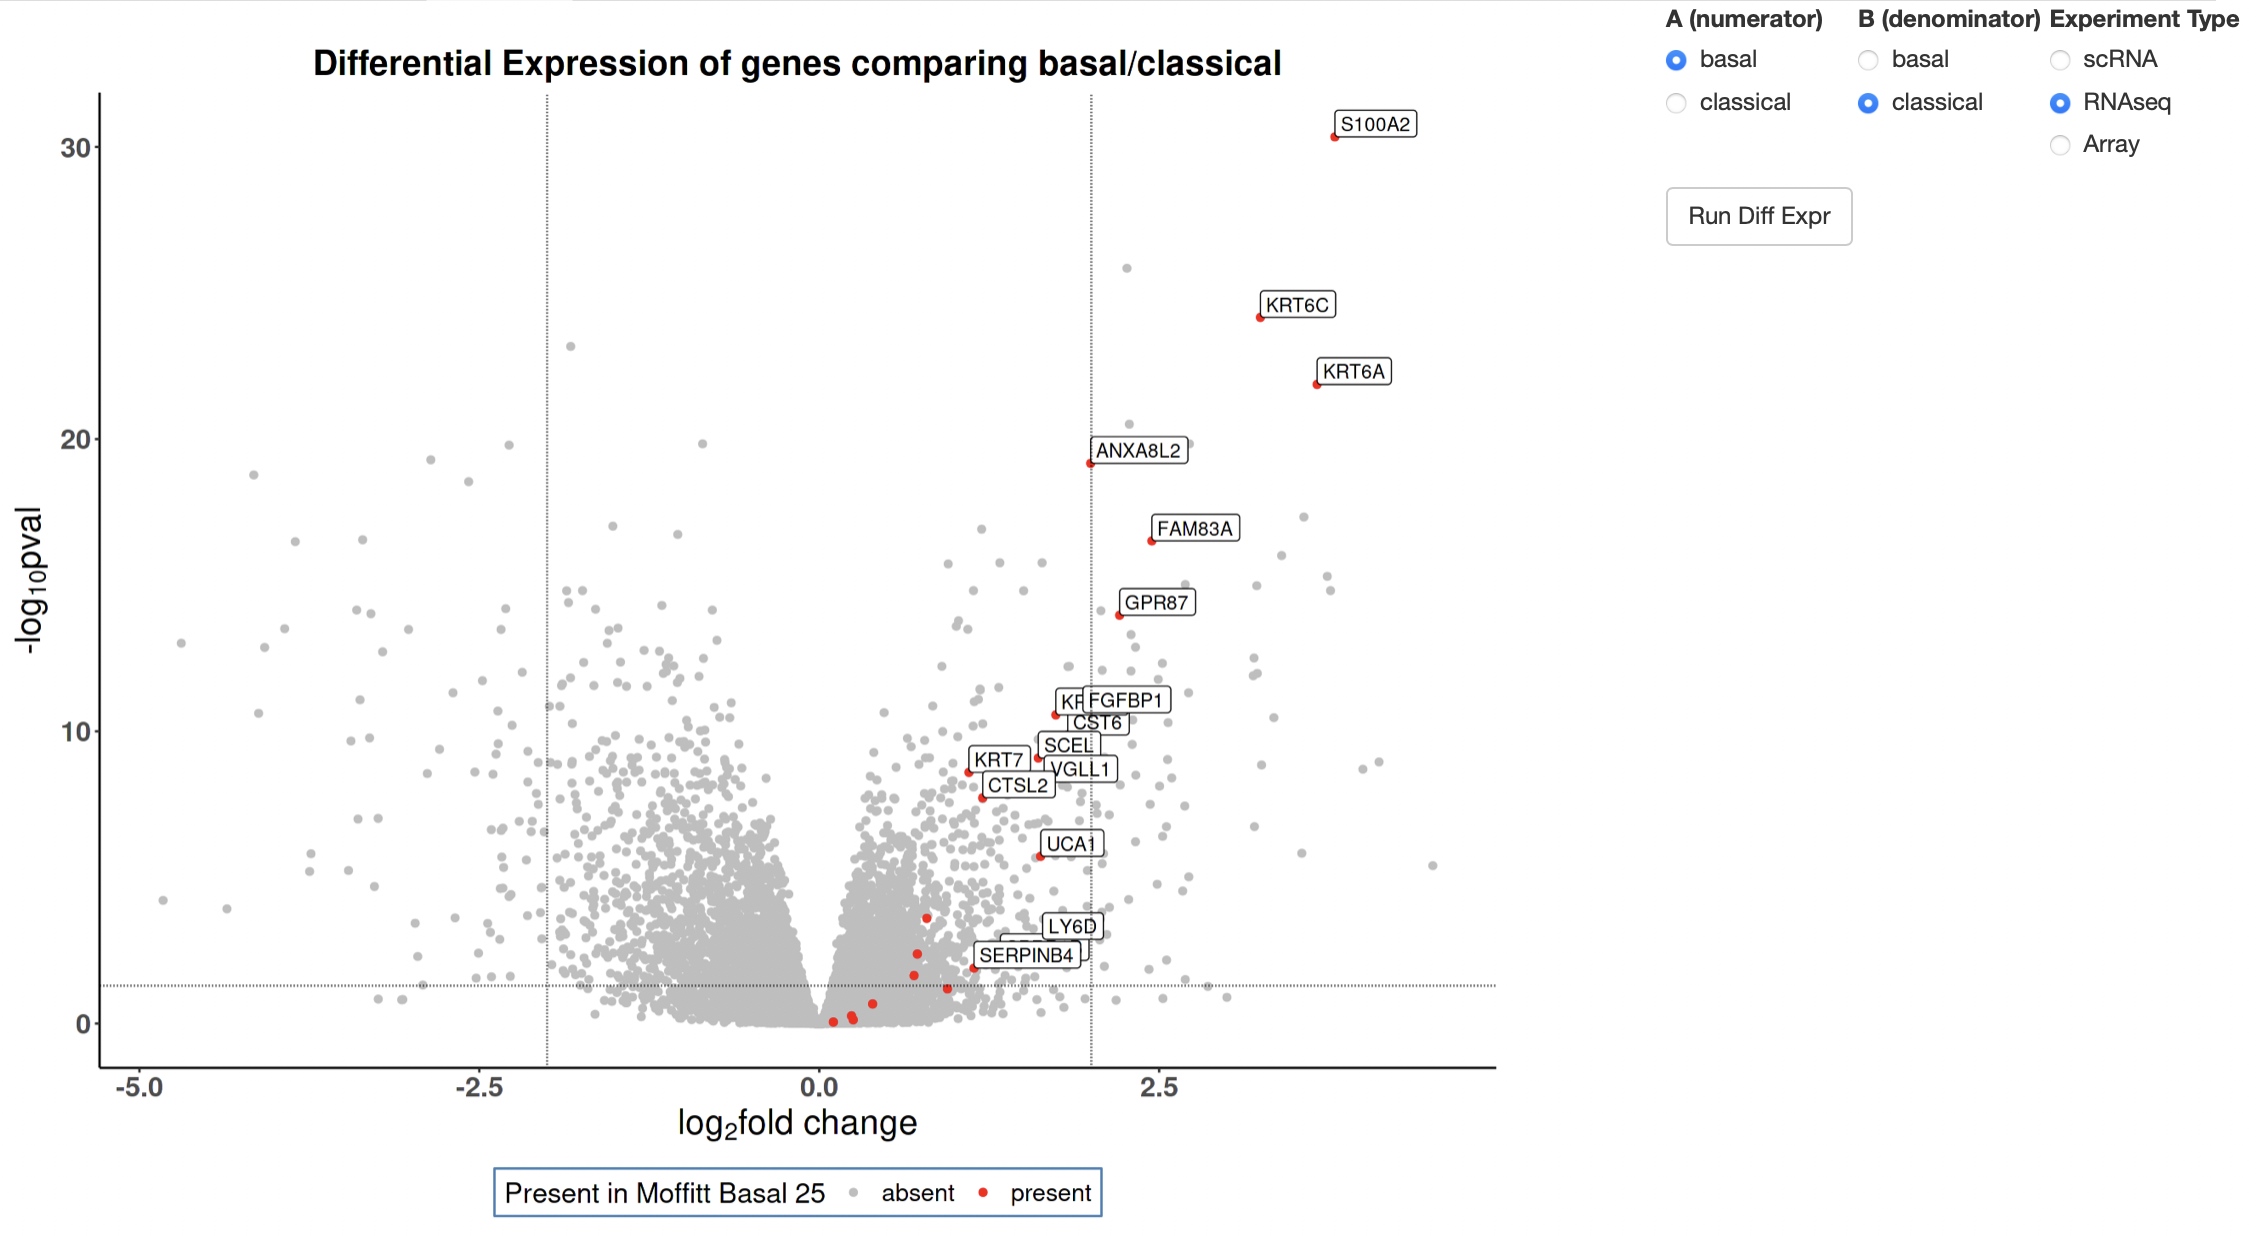 Differential Expression of genes comparing basal/classical
A (numerator)
basal
classical
B (denominator)
basal
classical
Experiment Type
scRNA
RNAseq
Array
Run Diff Expr
-log10pval
30
20
10
0
S100A2
KRT6C
KRT6A
ANXA8L2
FAM83A
GPR87
FGFBP1
CST6
SCEL
KRT7
VGLL1
CTSL2
UCA1
LY6D
SERPINB4
-5.0
-2.5
0.0
2.5
log2fold change
Present in Moffitt Basal 25
absent
present